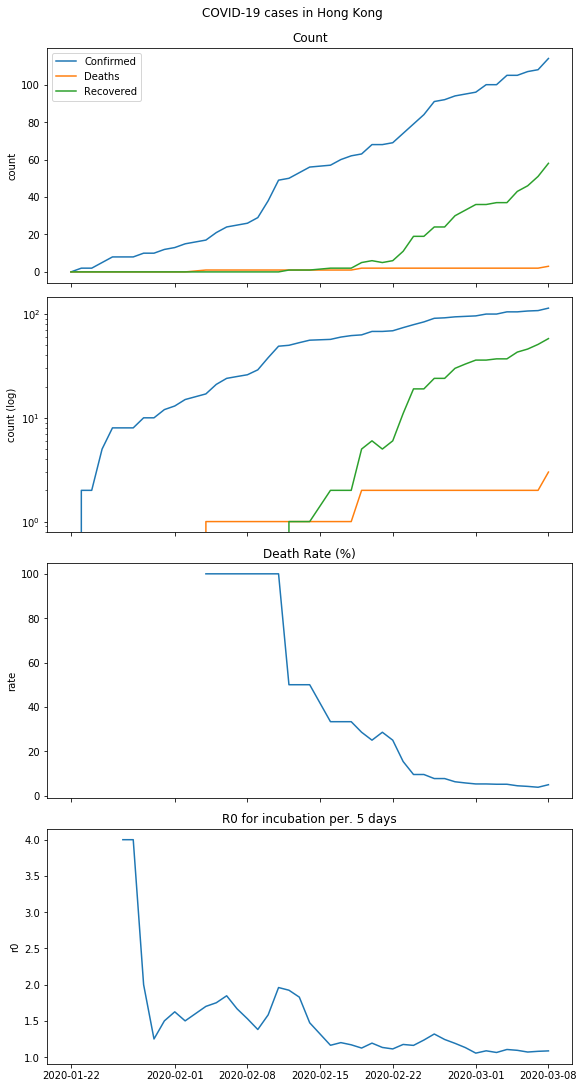 COVID-19 cases in Hong Kong
Count
Confirmed
Deaths
Recovered
100
80
60
40
20
0
count
10²
10¹
10⁰
count (log)
Death Rate (%)
100
80
60
40
20
0
rate
R0 for incubation per. 5 days
4.0
3.5
3.0
2.5
2.0
1.5
1.0
r0
2020-01-22 2020-02-01 2020-02-08 2020-02-15 2020-02-22 2020-03-01 2020-03-08